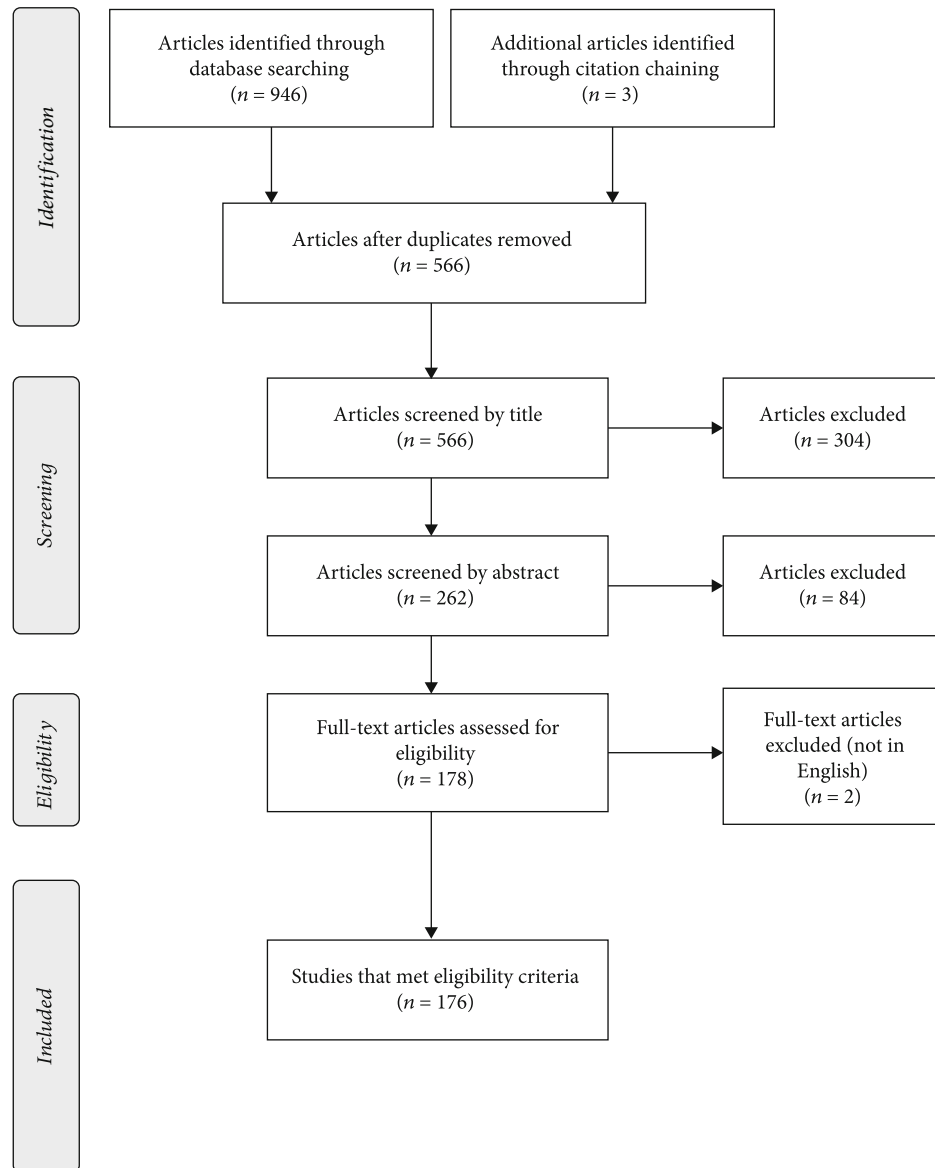 Identification
Articles identified through
database searching
(n = 946)
Additional articles identified
through citation chaining
(n = 3)
Articles after duplicates removed
(n = 566)
Screening
Articles screened by title
(n = 566)
Articles excluded
(n = 304)
Articles screened by abstract
(n = 262)
Articles excluded
(n = 84)
Eligibility
Full-text articles assessed for
eligibility
(n = 178)
Full-text articles
excluded (not in
English)
(n = 2)
Included
Studies that met eligibility criteria
(n = 176)